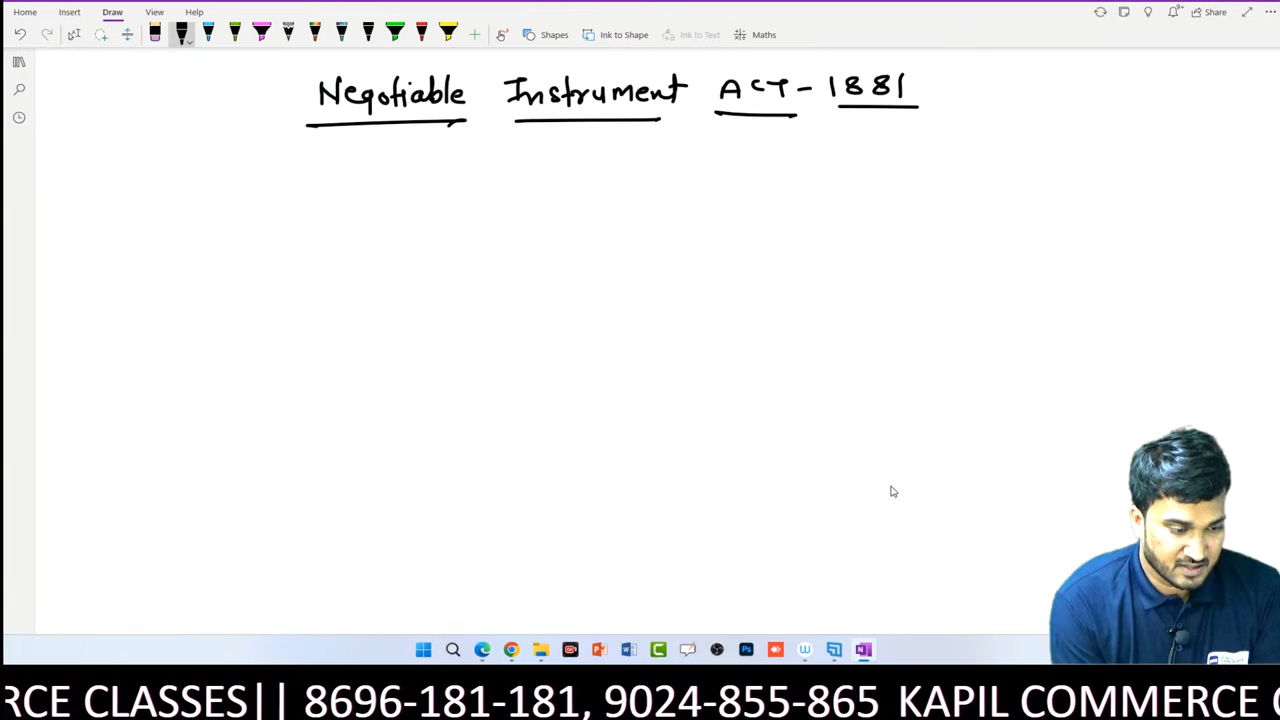 Home Insert Draw View Help Share
Shapes Ink to Shape Ink to Text Maths
Negotiable Instrument ACT - 1881
RCE CLASSES|| 8696-181-181, 9024-855-865 KAPIL COMMERCE C